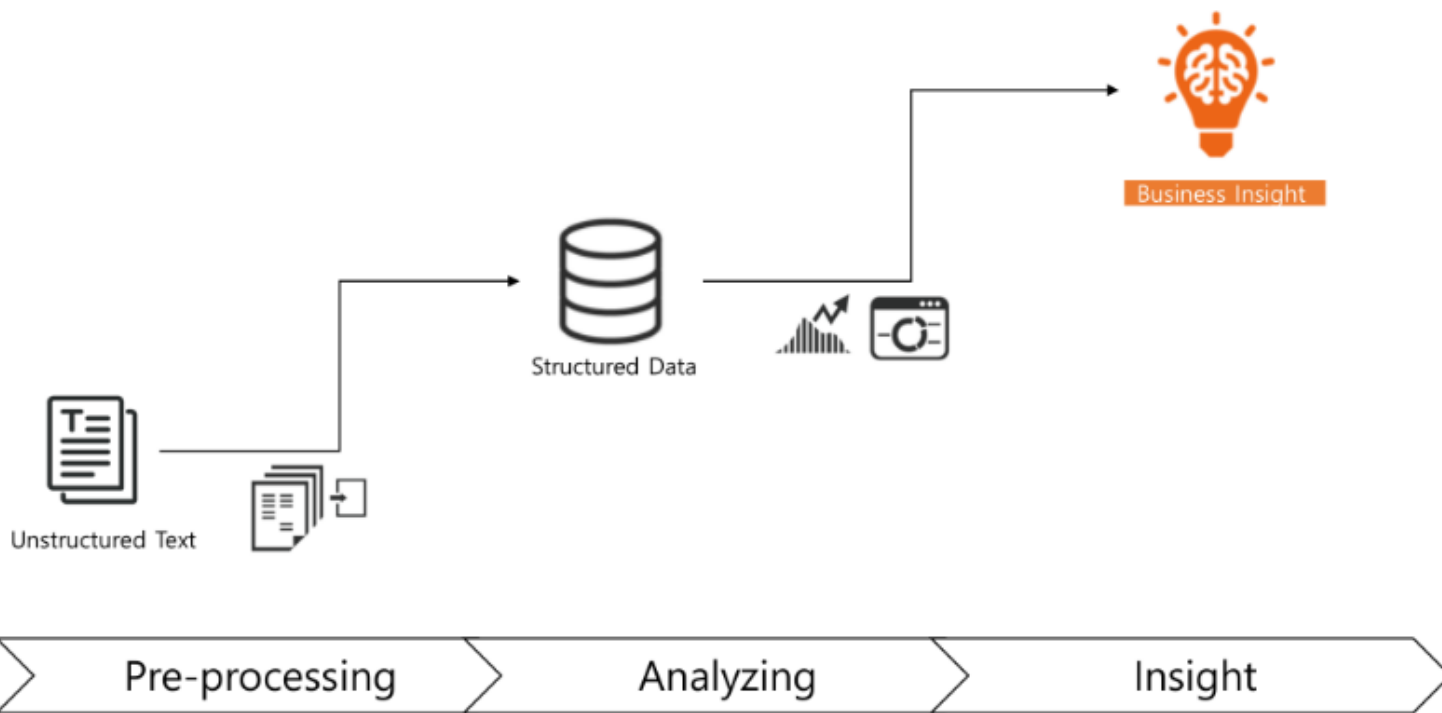 Business Insight
Structured Data
Unstructured Text
Pre-processing
Analyzing
Insight